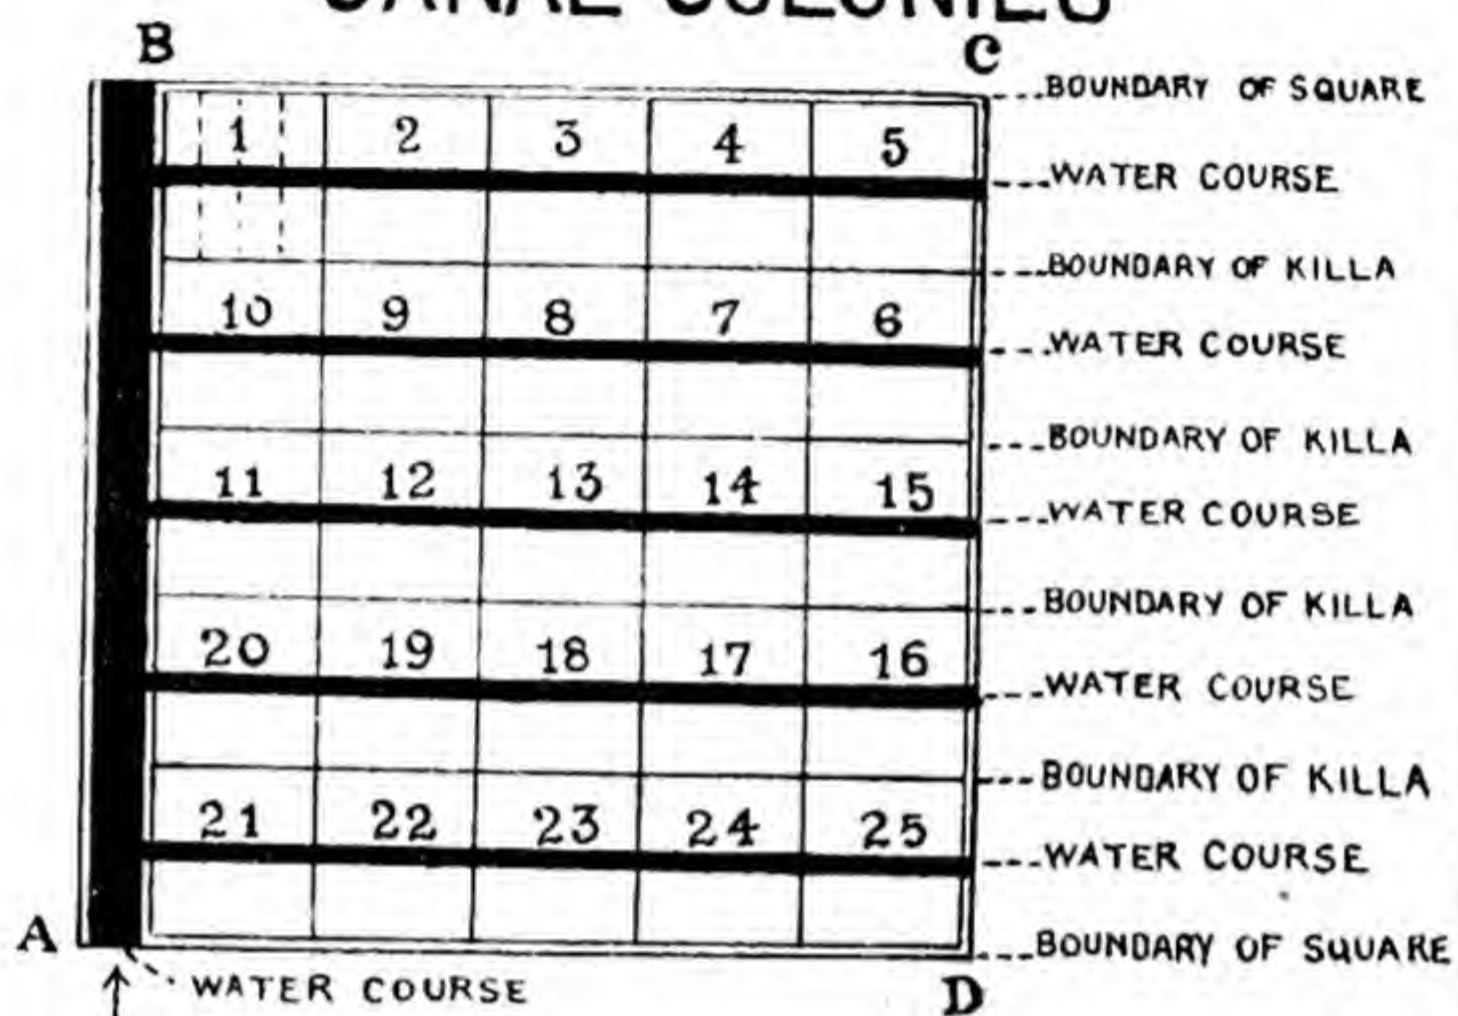 CANAL COLONIES
B C
BOUNDARY OF SQUARE
1 2 3 4 5
WATER COURSE
BOUNDARY OF KILLA
10 9 8 7 6
WATER COURSE
BOUNDARY OF KILLA
11 12 13 14 15
WATER COURSE
BOUNDARY OF KILLA
20 19 18 17 16
WATER COURSE
BOUNDARY OF KILLA
21 22 23 24 25
WATER COURSE
A
BOUNDARY OF SQUARE
WATER COURSE
D